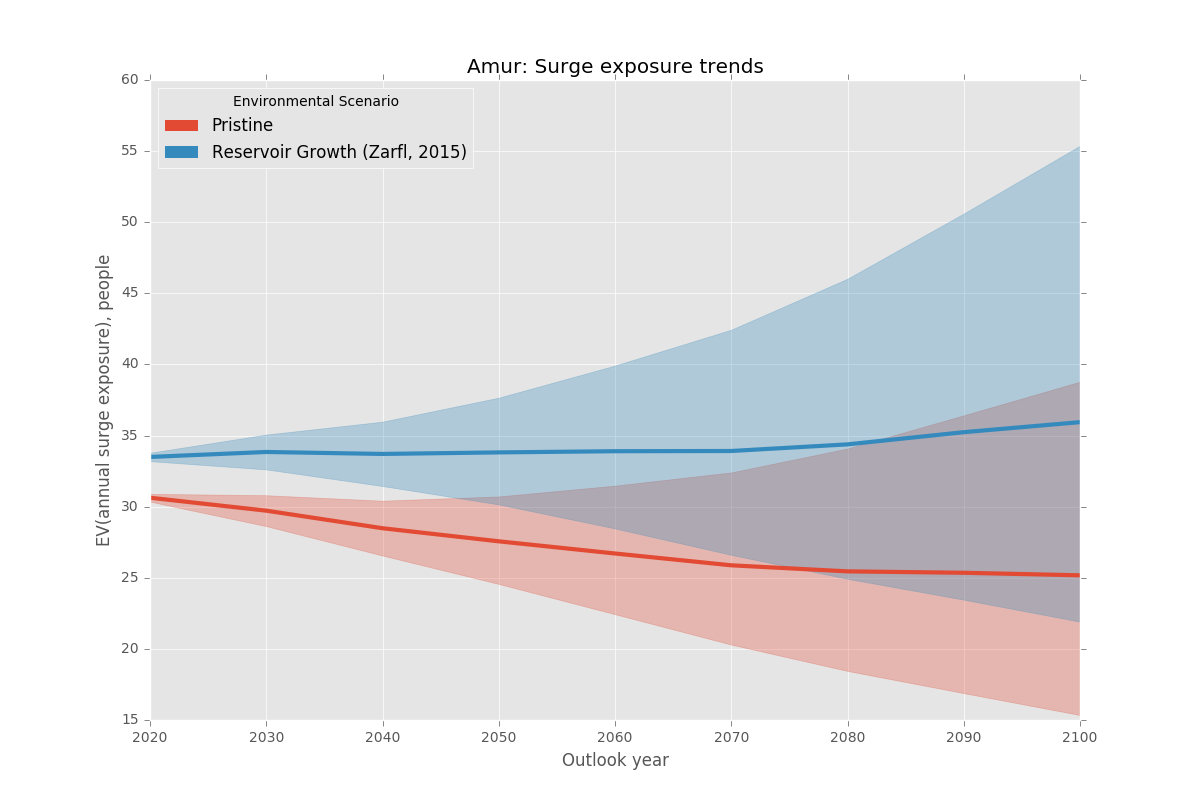 Amur: Surge exposure trends
Environmental Scenario
Pristine
Reservoir Growth (Zarfl, 2015)
EV(annual surge exposure), people
60
55
50
45
40
35
30
25
20
15
2020 2030 2040 2050 2060 2070 2080 2090 2100
Outlook year